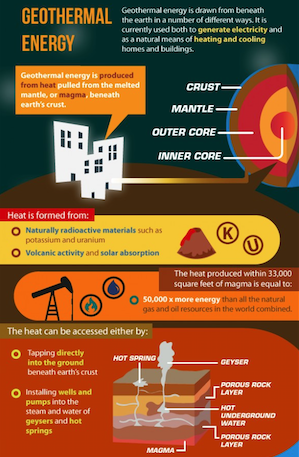 GEOTHERMAL
ENERGY
Geothermal energy is drawn from beneath
the earth in a number of different ways. It is
currently used both to generate electricity and
as a natural means of heating and cooling
homes and buildings.
Geothermal energy is produced
from heat pulled from the melted
mantle, or magma, beneath
earth's crust.
CRUST
MANTLE
OUTER CORE
INNER CORE
Heat is formed from:
Naturally radioactive materials such as
potassium and uranium
Volcanic activity and solar absorption
K
U
The heat produced within 33,000
square feet of magma is equal to:
50,000 x more energy than all the natural
gas and oil resources in the world combined.
The heat can be accessed either by:
Tapping directly
into the ground
beneath earth's crust
Installing wells and
pumps into the
steam and water of
geysers and hot
springs
HOT SPRING
GEYSER
POROUS ROCK
LAYER
HOT
UNDERGROUND
WATER
POROUS ROCK
LAYER
MAGMA